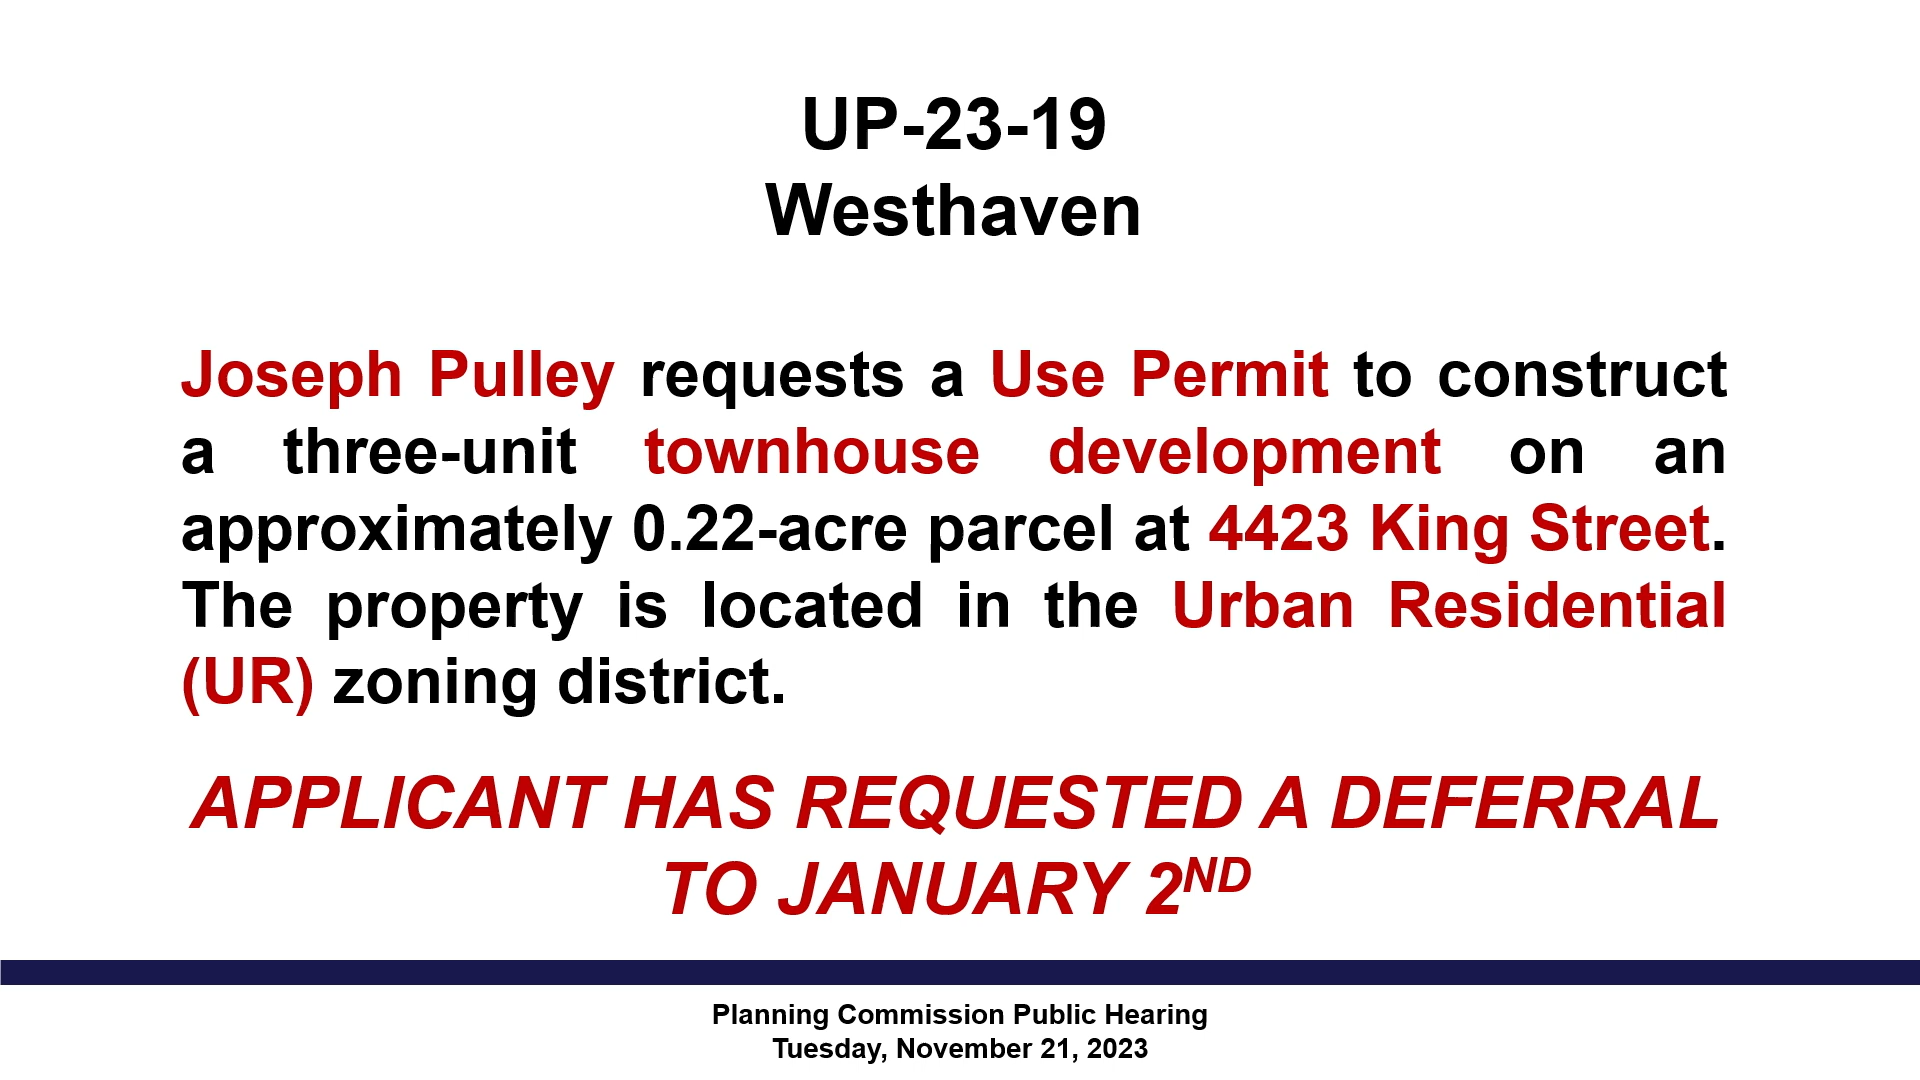 UP-23-19
Westhaven
Joseph Pulley requests a Use Permit to construct
a three-unit townhouse development on an
approximately 0.22-acre parcel at 4423 King Street.
The property is located in the Urban Residential
(UR) zoning district.
APPLICANT HAS REQUESTED A DEFERRAL
TO JANUARY 2ND
Planning Commission Public Hearing
Tuesday, November 21, 2023